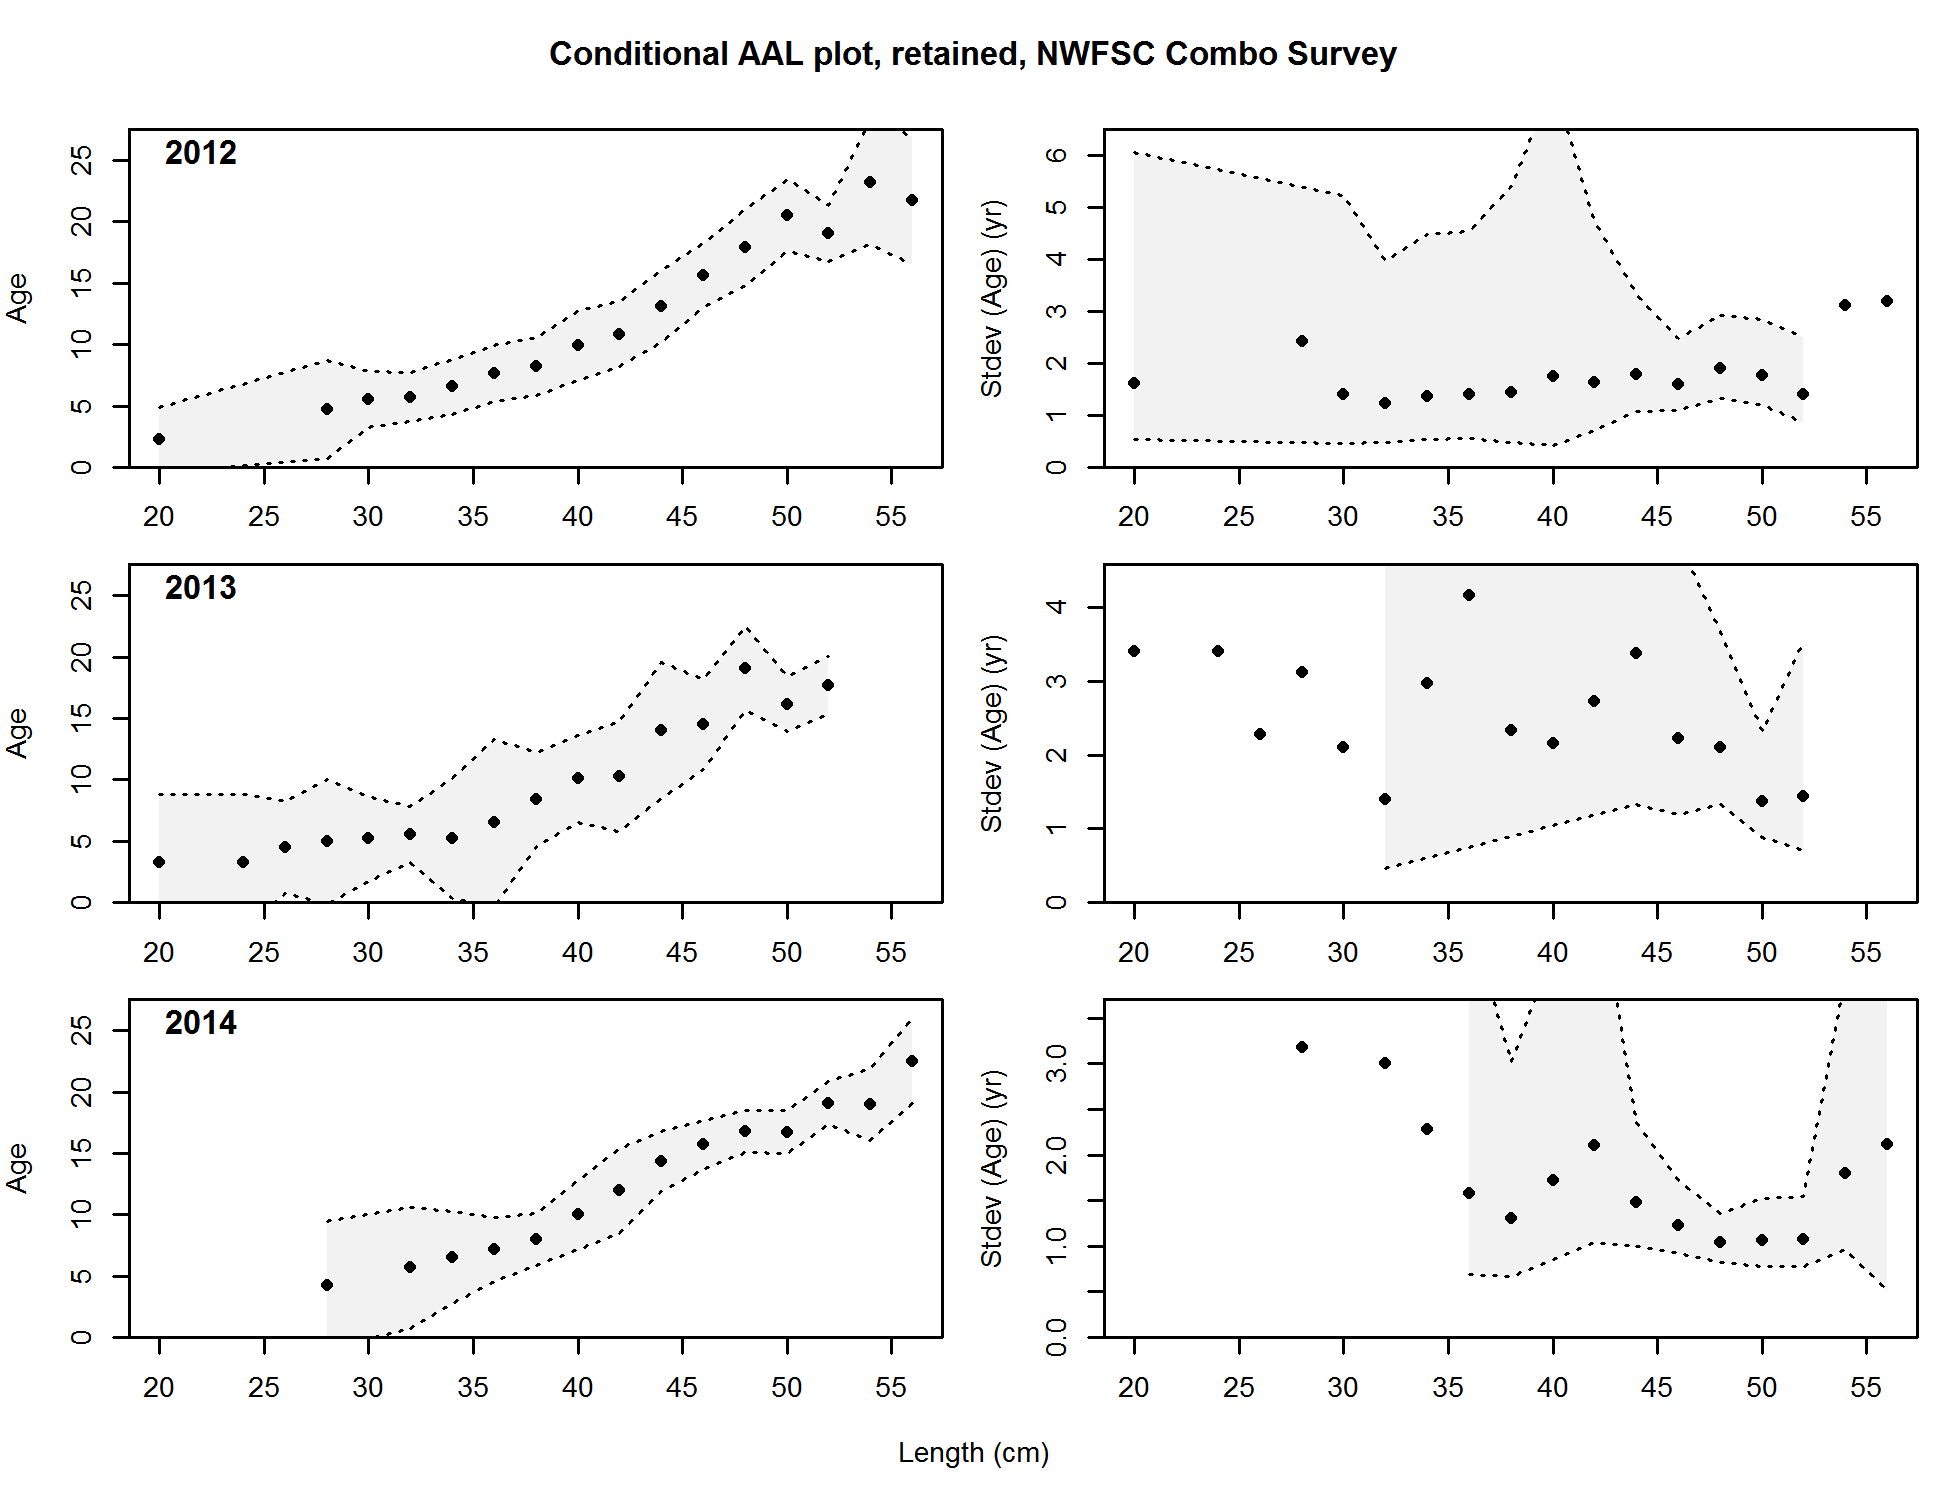 Conditional AAL plot, retained, NWFSC Combo Survey
2012
Age
0 5 10 15 20 25
20 25 30 35 40 45 50 55
Stdev (Age) (yr)
0 1 2 3 4 5 6
20 25 30 35 40 45 50 55
2013
Age
0 5 10 15 20 25
20 25 30 35 40 45 50 55
Stdev (Age) (yr)
0 1 2 3 4
20 25 30 35 40 45 50 55
2014
Age
0 5 10 15 20 25
20 25 30 35 40 45 50 55
Stdev (Age) (yr)
0.0 1.0 2.0 3.0
20 25 30 35 40 45 50 55
Length (cm)